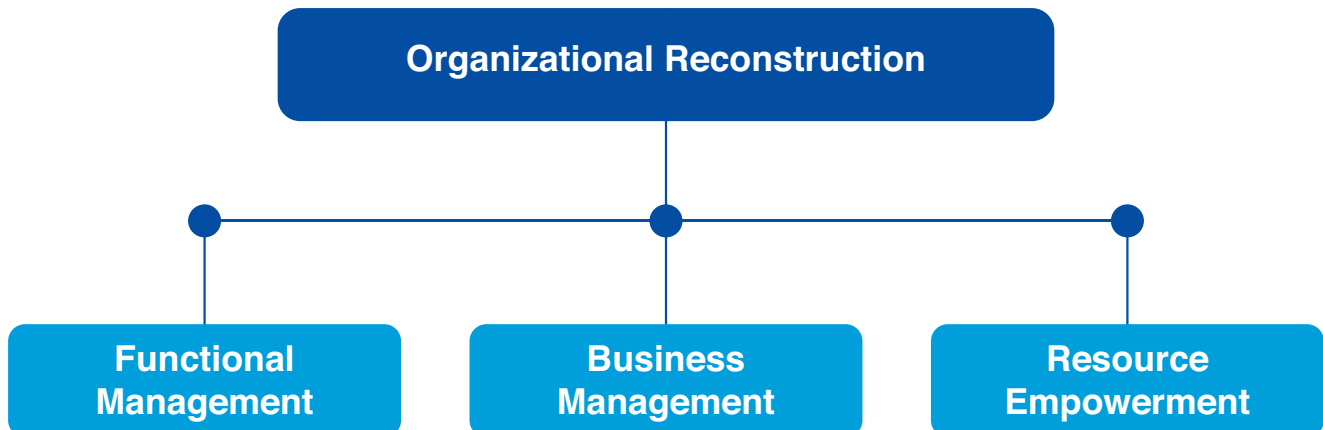 Organizational Reconstruction
Functional
Management
Business
Management
Resource
Empowerment